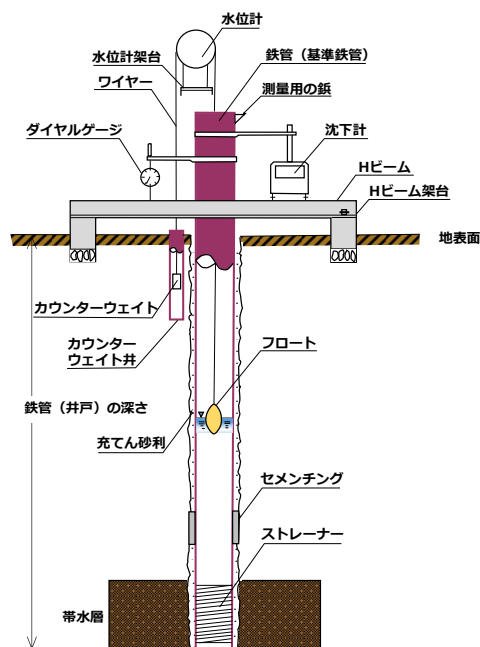 水位計
水位計架台
鉄管（基準鉄管）
ワイヤー
測量用の鋲
ダイヤルゲージ
沈下計
Hビーム
Hビーム架台
地表面
カウンターウェイト
カウンター
ウェイト井
フロート
鉄管（井戸）の深さ
充てん砂利
セメンチング
ストレーナー
帯水層